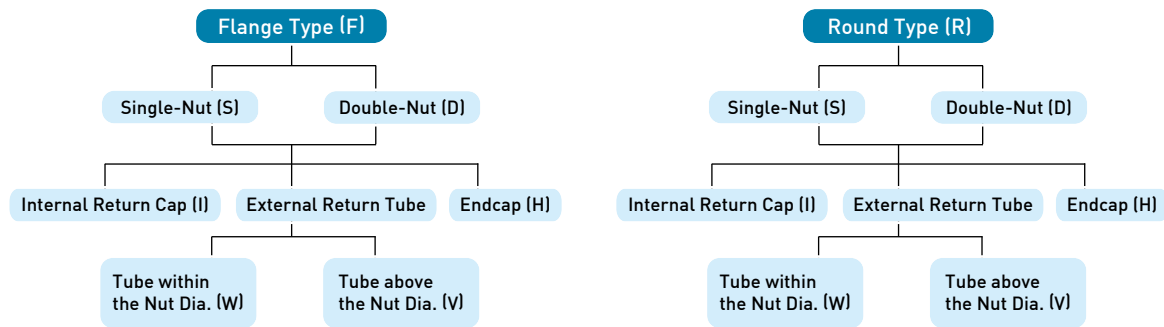 Flange Type (F)
Single-Nut (S)
Double-Nut (D)
Internal Return Cap (I)
External Return Tube
Endcap (H)
Tube within
the Nut Dia. (W)
Tube above
the Nut Dia. (V)
Round Type (R)
Single-Nut (S)
Double-Nut (D)
Internal Return Cap (I)
External Return Tube
Endcap (H)
Tube within
the Nut Dia. (W)
Tube above
the Nut Dia. (V)